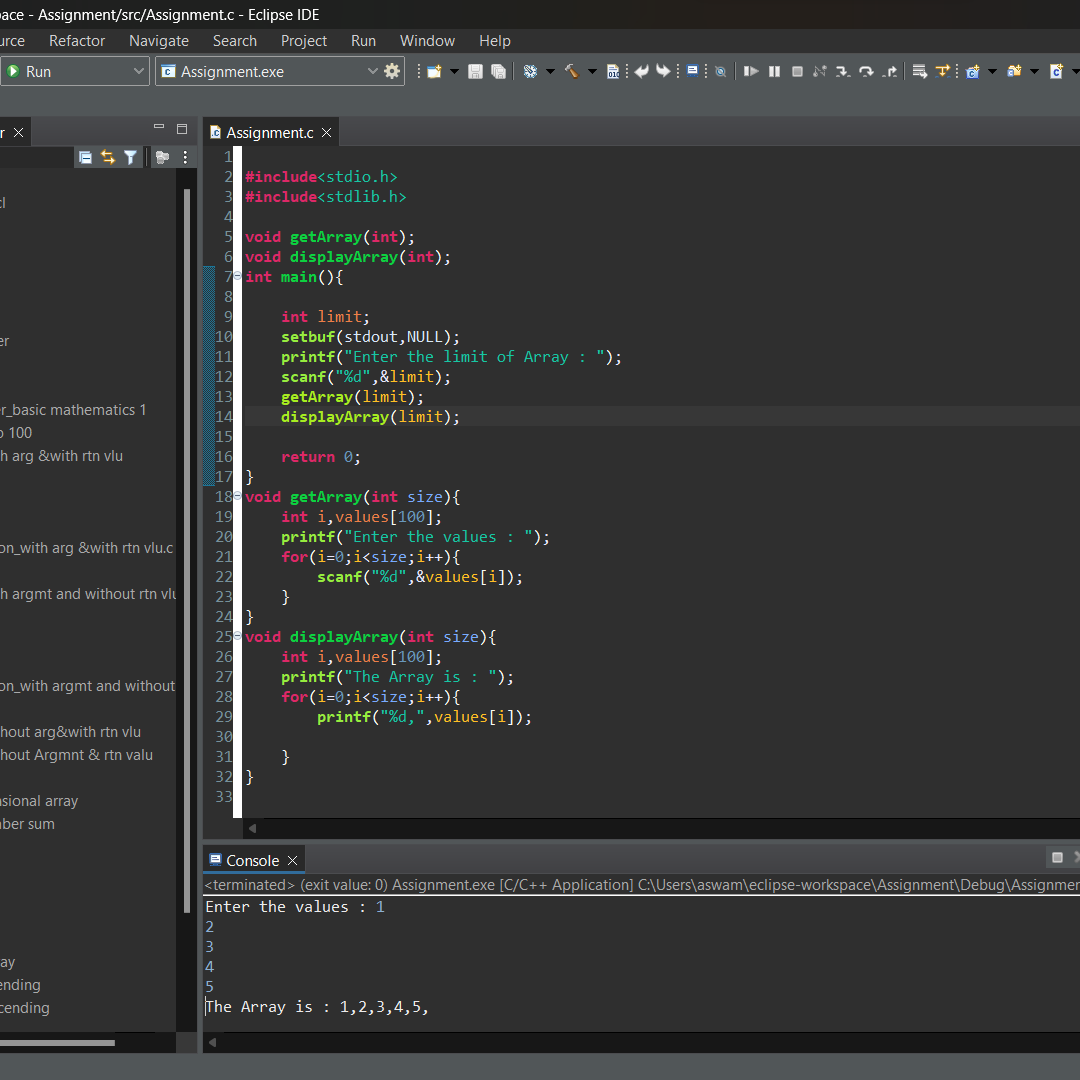 ace - Assignment/src/Assignment.c - Eclipse IDE
urce Refactor Navigate Search Project Run Window Help
Run Assignment.exe
r Assignment.c
cl
er
er_basic mathematics 1
o 100
h arg &with rtn vlu
on_with arg &with rtn vlu.c
h argmt and without rtn vlu
on_with argmt and without
hout arg&with rtn vlu
hout Argmnt & rtn valu
nsional array
nber sum
ay
ending
cending
1
2 #include<stdio.h>
3 #include<stdlib.h>
4
5 void getArray(int);
6 void displayArray(int);
7 int main(){
8
9 int limit;
10 setbuf(stdout,NULL);
11 printf("Enter the limit of Array : ");
12 scanf("%d",&limit);
13 getArray(limit);
14 displayArray(limit);
15
16 return 0;
17 }
18 void getArray(int size){
19 int i,values[100];
20 printf("Enter the values : ");
21 for(i=0;i<size;i++){
22 scanf("%d",&values[i]);
23 }
24 }
25 void displayArray(int size){
26 int i,values[100];
27 printf("The Array is : ");
28 for(i=0;i<size;i++){
29 printf("%d,",values[i]);
30
31 }
32 }
33
Console
<terminated> (exit value: 0) Assignment.exe [C/C++ Application] C:\Users\aswam\eclipse-workspace\Assignment\Debug\Assignmen
Enter the values : 1
2
3
4
5
The Array is : 1,2,3,4,5,